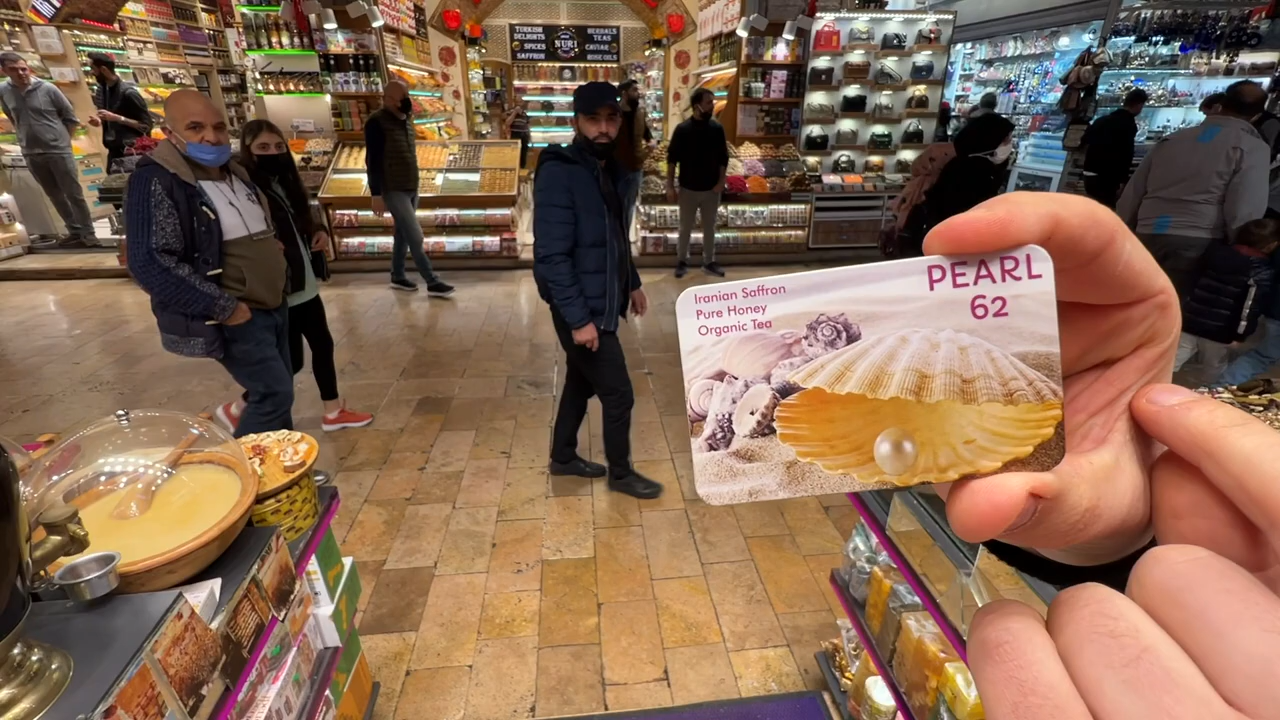 TURKISH
DELIGHTS
SPICES
SAFFRON
NURI
HERBALS
TEAS
CAVIAR
ROSE OILS
Iranian Saffron
Pure Honey
Organic Tea
PEARL
62